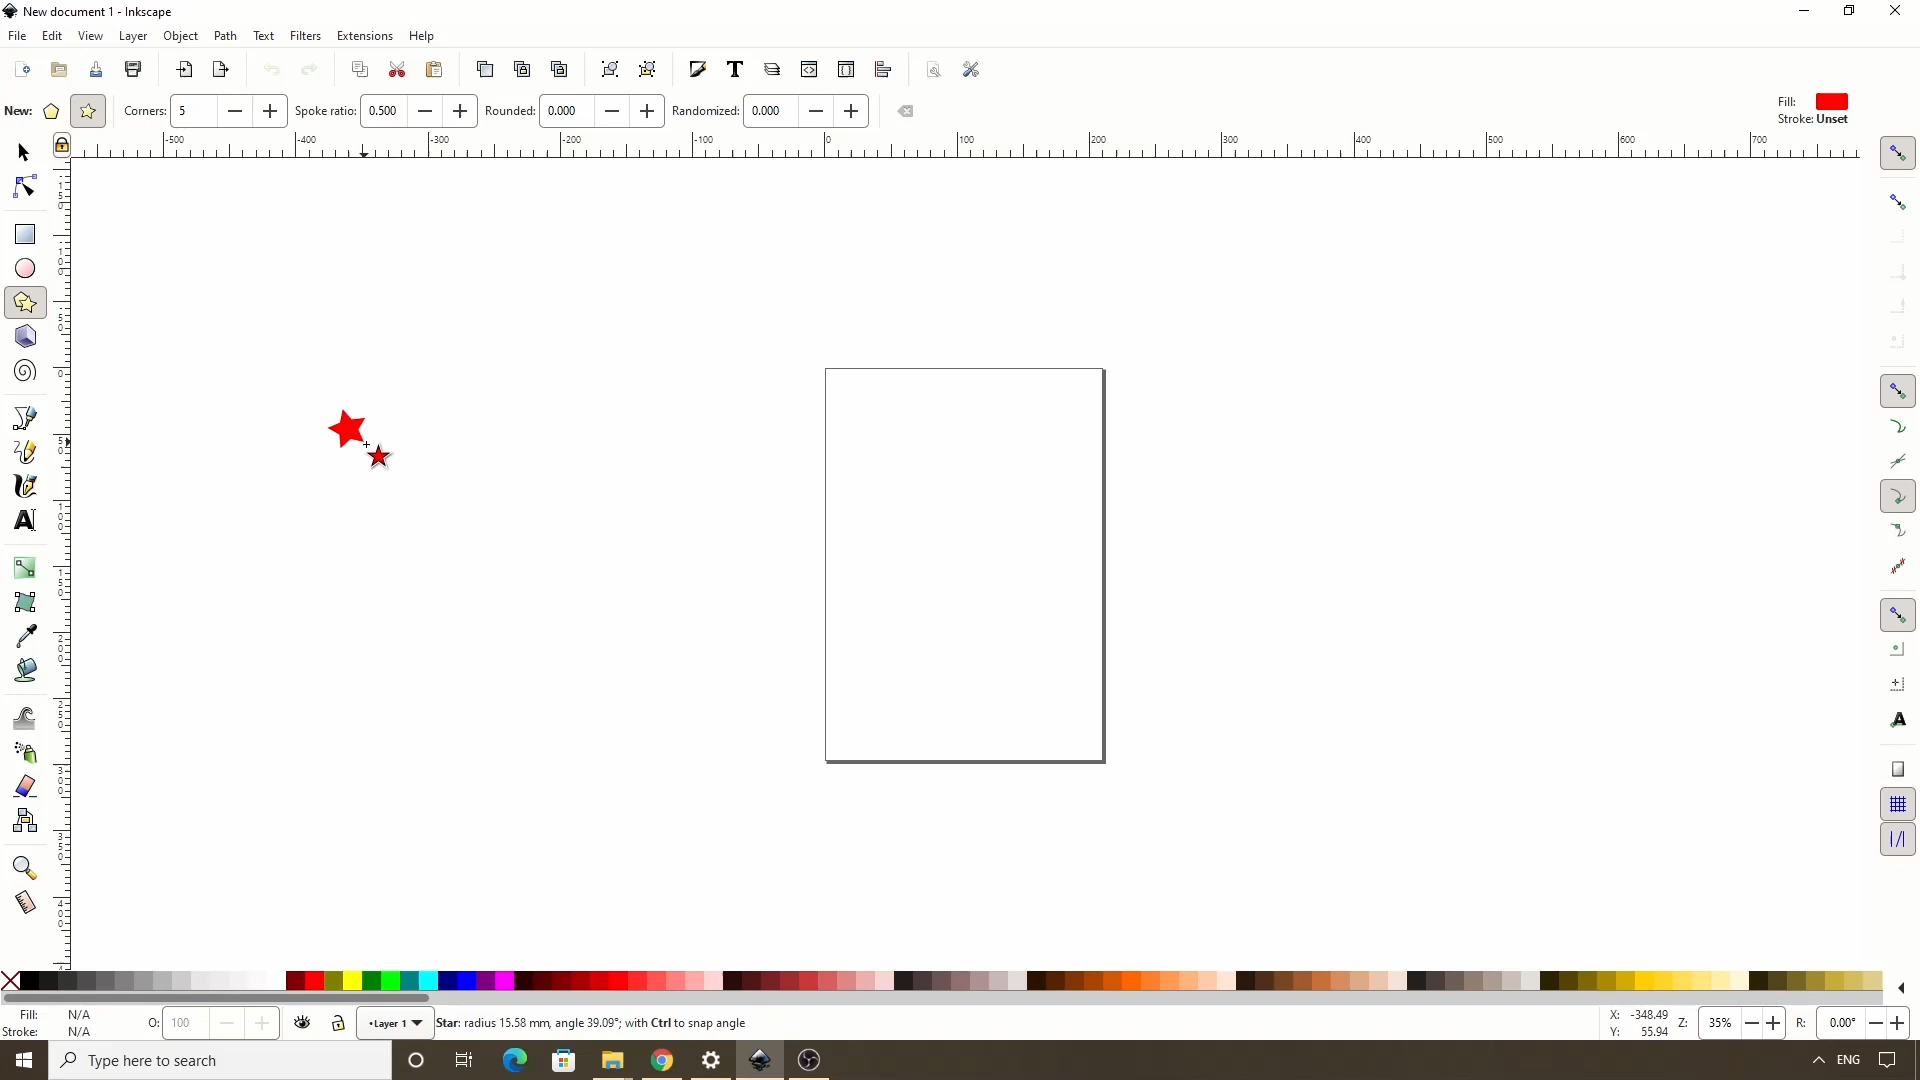 New document 1 - Inkscape
File Edit View Layer Object Path Text Filters Extensions Help
New: Corners: 5 Spoke ratio: 0.500 Rounded: 0.000 Randomized: 0.000
Fill:
Stroke: Unset
-500 -400 -300 -200 -100 0 100 200 300 400 500 600 700
Fill: N/A
Stroke: N/A
O: 100
•Layer 1
Star: radius 15.58 mm, angle 39.09°; with Ctrl to snap angle
X: -348.49
Y: 55.94
Z: 35%
R: 0.00°
Type here to search
ENG